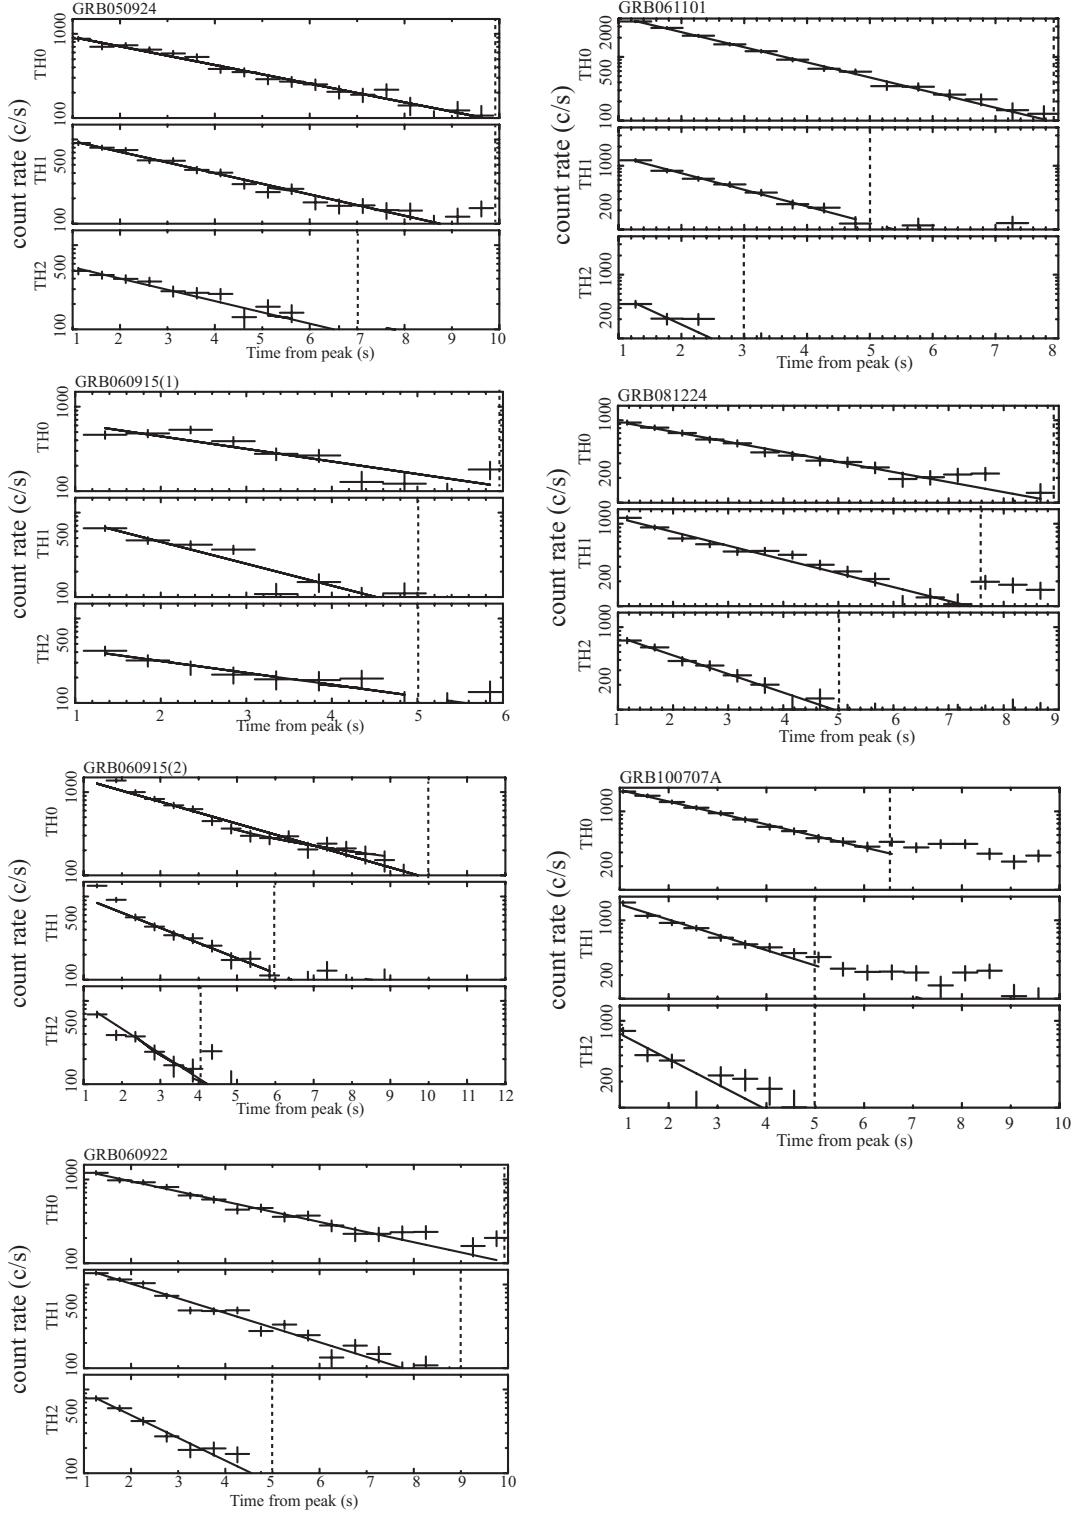 GRB050924
count rate (c/s)
TH0
1000
100
TH1
500
100
TH2
500
100
1 2 3 4 5 6 7 8 9 10
Time from peak (s)
GRB061101
count rate (c/s)
TH0
2000
500
100
TH1
1000
200
TH2
1000
200
1 2 3 4 5 6 7 8
Time from peak (s)
GRB060915(1)
count rate (c/s)
TH0
1000
100
TH1
500
100
TH2
500
100
1 2 3 4 5 6
Time from peak (s)
GRB081224
count rate (c/s)
TH0
1000
200
TH1
1000
200
TH2
1000
200
1 2 3 4 5 6 7 8 9
Time from peak (s)
GRB060915(2)
count rate (c/s)
TH0
1000
100
TH1
500
100
TH2
500
100
1 2 3 4 5 6 7 8 9 10 11 12
Time from peak (s)
GRB100707A
count rate (c/s)
TH0
1000
200
TH1
1000
200
TH2
1000
200
1 2 3 4 5 6 7 8 9 10
Time from peak (s)
GRB060922
count rate (c/s)
TH0
1000
100
TH1
500
100
TH2
500
100
1 2 3 4 5 6 7 8 9 10
Time from peak (s)